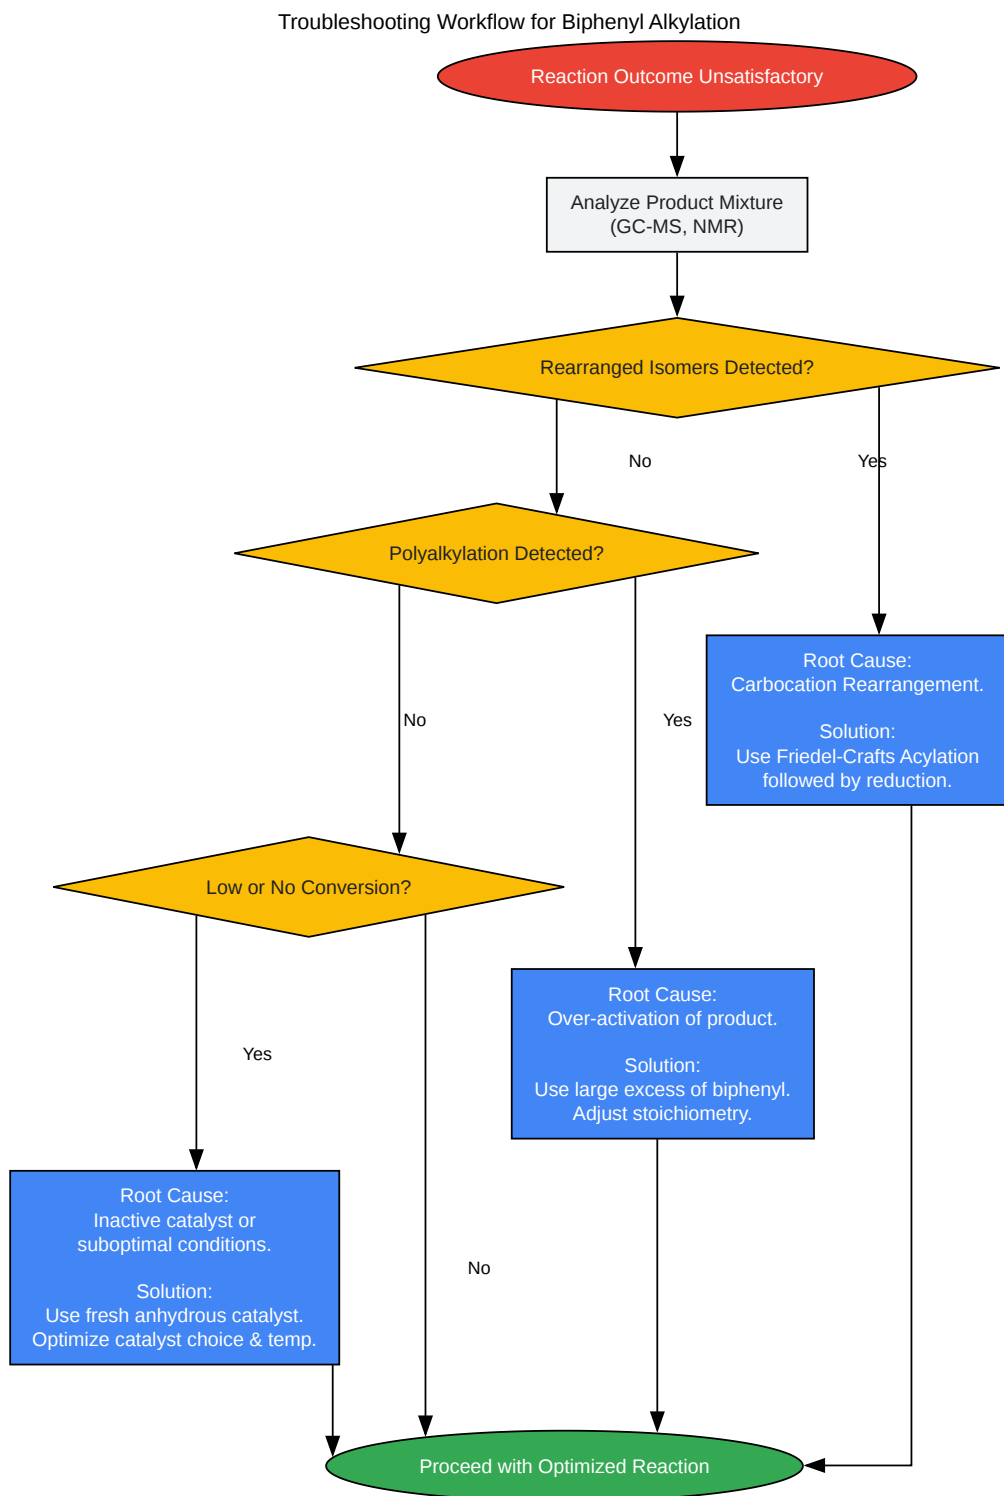 Troubleshooting Workflow for Biphenyl Alkylation
Reaction Outcome Unsatisfactory
Analyze Product Mixture
(GC-MS, NMR)
Rearranged Isomers Detected?
No
Yes
Polyalkylation Detected?
No
Yes
Root Cause:
Carbocation Rearrangement.
Solution:
Use Friedel-Crafts Acylation
followed by reduction.
Low or No Conversion?
Yes
No
Root Cause:
Over-activation of product.
Solution:
Use large excess of biphenyl.
Adjust stoichiometry.
Root Cause:
Inactive catalyst or
suboptimal conditions.
Solution:
Use fresh anhydrous catalyst.
Optimize catalyst choice & temp.
Proceed with Optimized Reaction